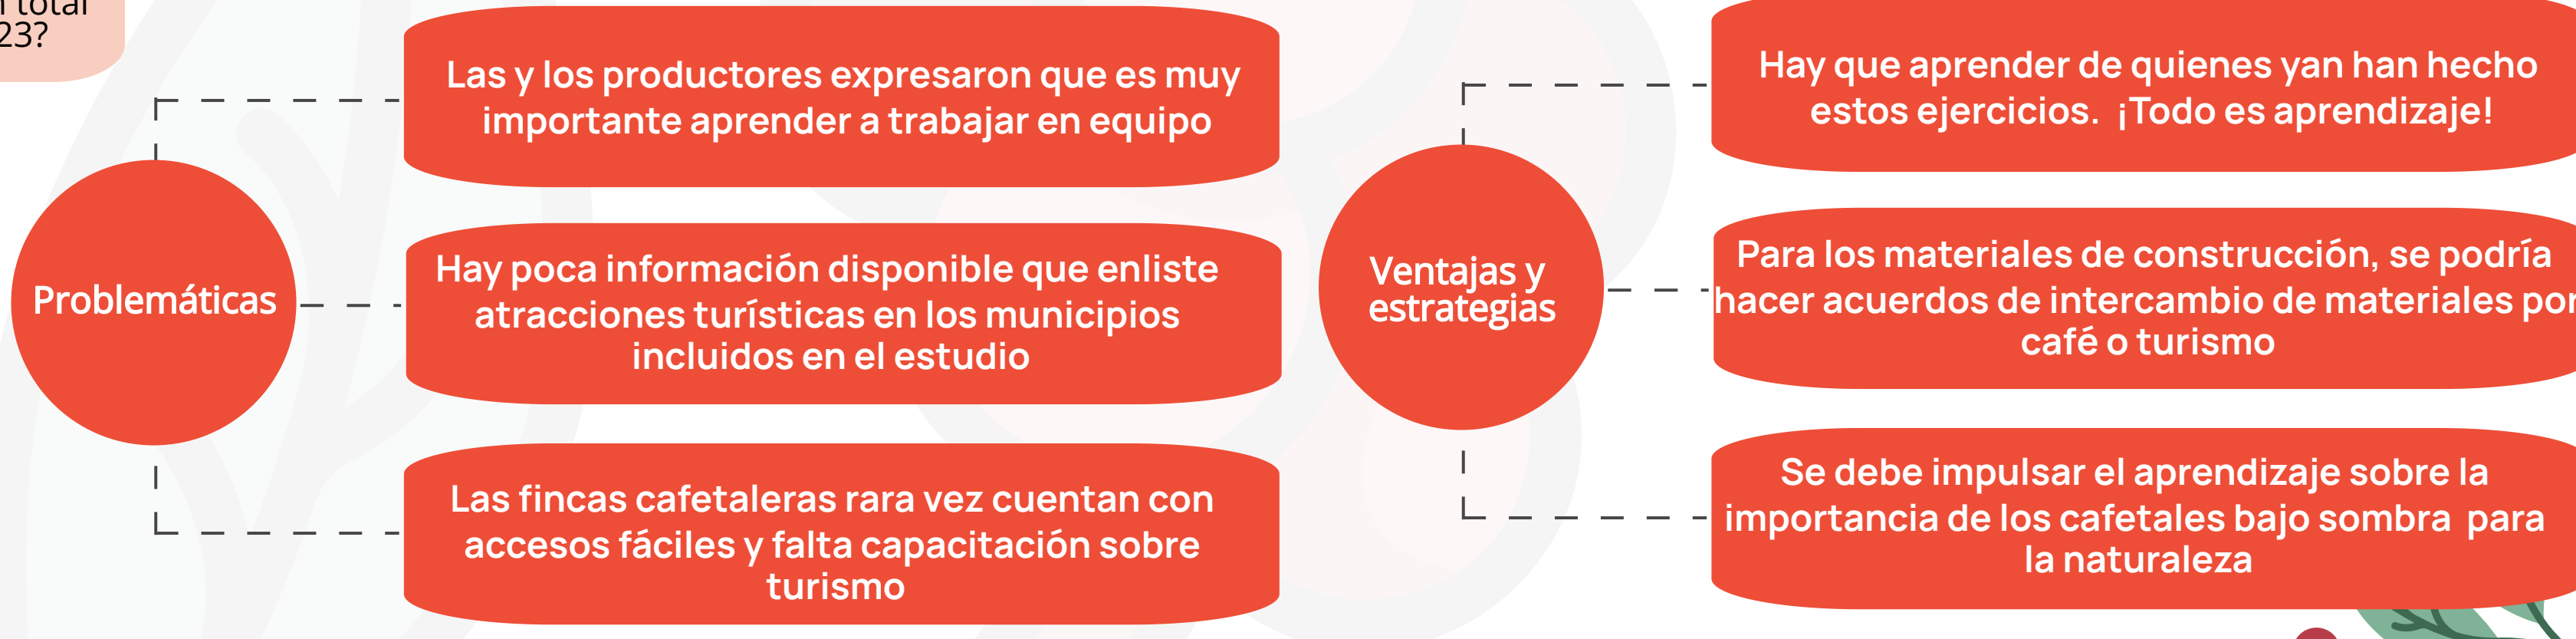 total
23?
Problemáticas
Las y los productores expresaron que es muy
importante aprender a trabajar en equipo
Hay poca información disponible que enliste
atracciones turísticas en los municipios
incluidos en el estudio
Las fincas cafetaleras rara vez cuentan con
accesos fáciles y falta capacitación sobre
turismo
Ventajas y
estrategias
Hay que aprender de quienes yan han hecho
estos ejercicios. ¡Todo es aprendizaje!
Para los materiales de construcción, se podría
hacer acuerdos de intercambio de materiales por
café o turismo
Se debe impulsar el aprendizaje sobre la
importancia de los cafetales bajo sombra para
la naturaleza